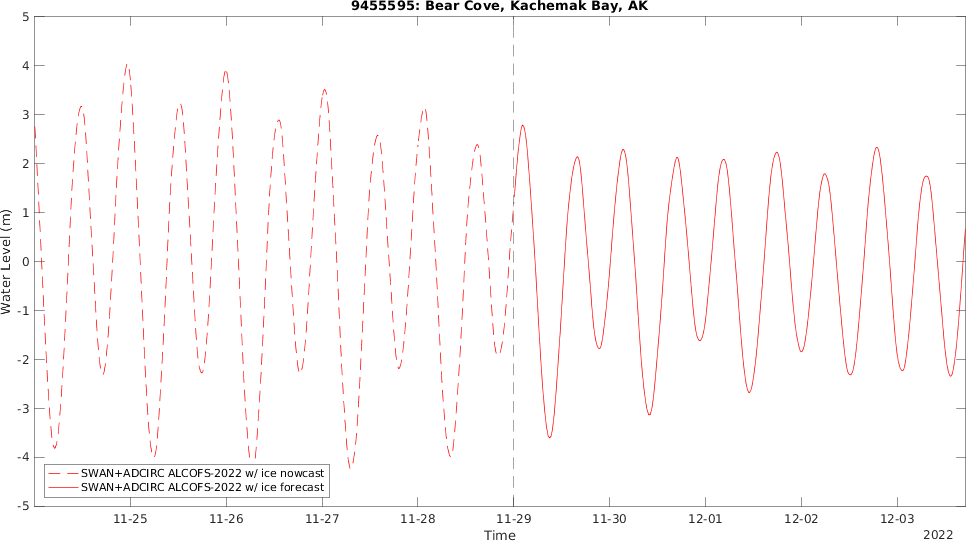 9455595: Bear Cove, Kachemak Bay, AK
5
4
3
2
1
0
-1
-2
-3
-4
-5
Water Level (m)
SWAN+ADCIRC ALCOFS-2022 w/ ice nowcast
SWAN+ADCIRC ALCOFS-2022 w/ ice forecast
11-25 11-26 11-27 11-28 11-29 11-30 12-01 12-02 12-03
Time
2022